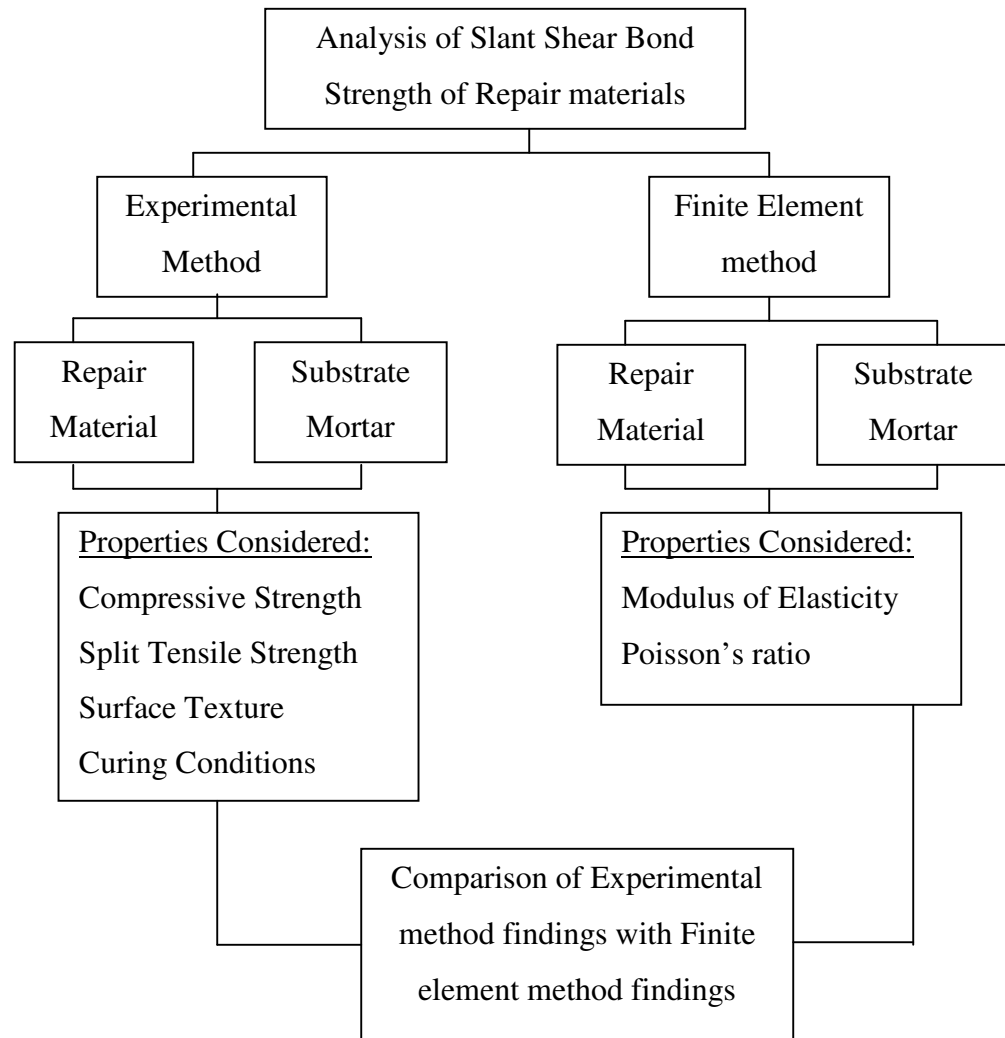 Analysis of Slant Shear Bond
Strength of Repair materials
Experimental
Method
Finite Element
method
Repair
Material
Substrate
Mortar
Repair
Material
Substrate
Mortar
Properties Considered:
Compressive Strength
Split Tensile Strength
Surface Texture
Curing Conditions
Properties Considered:
Modulus of Elasticity
Poisson’s ratio
Comparison of Experimental
method findings with Finite
element method findings